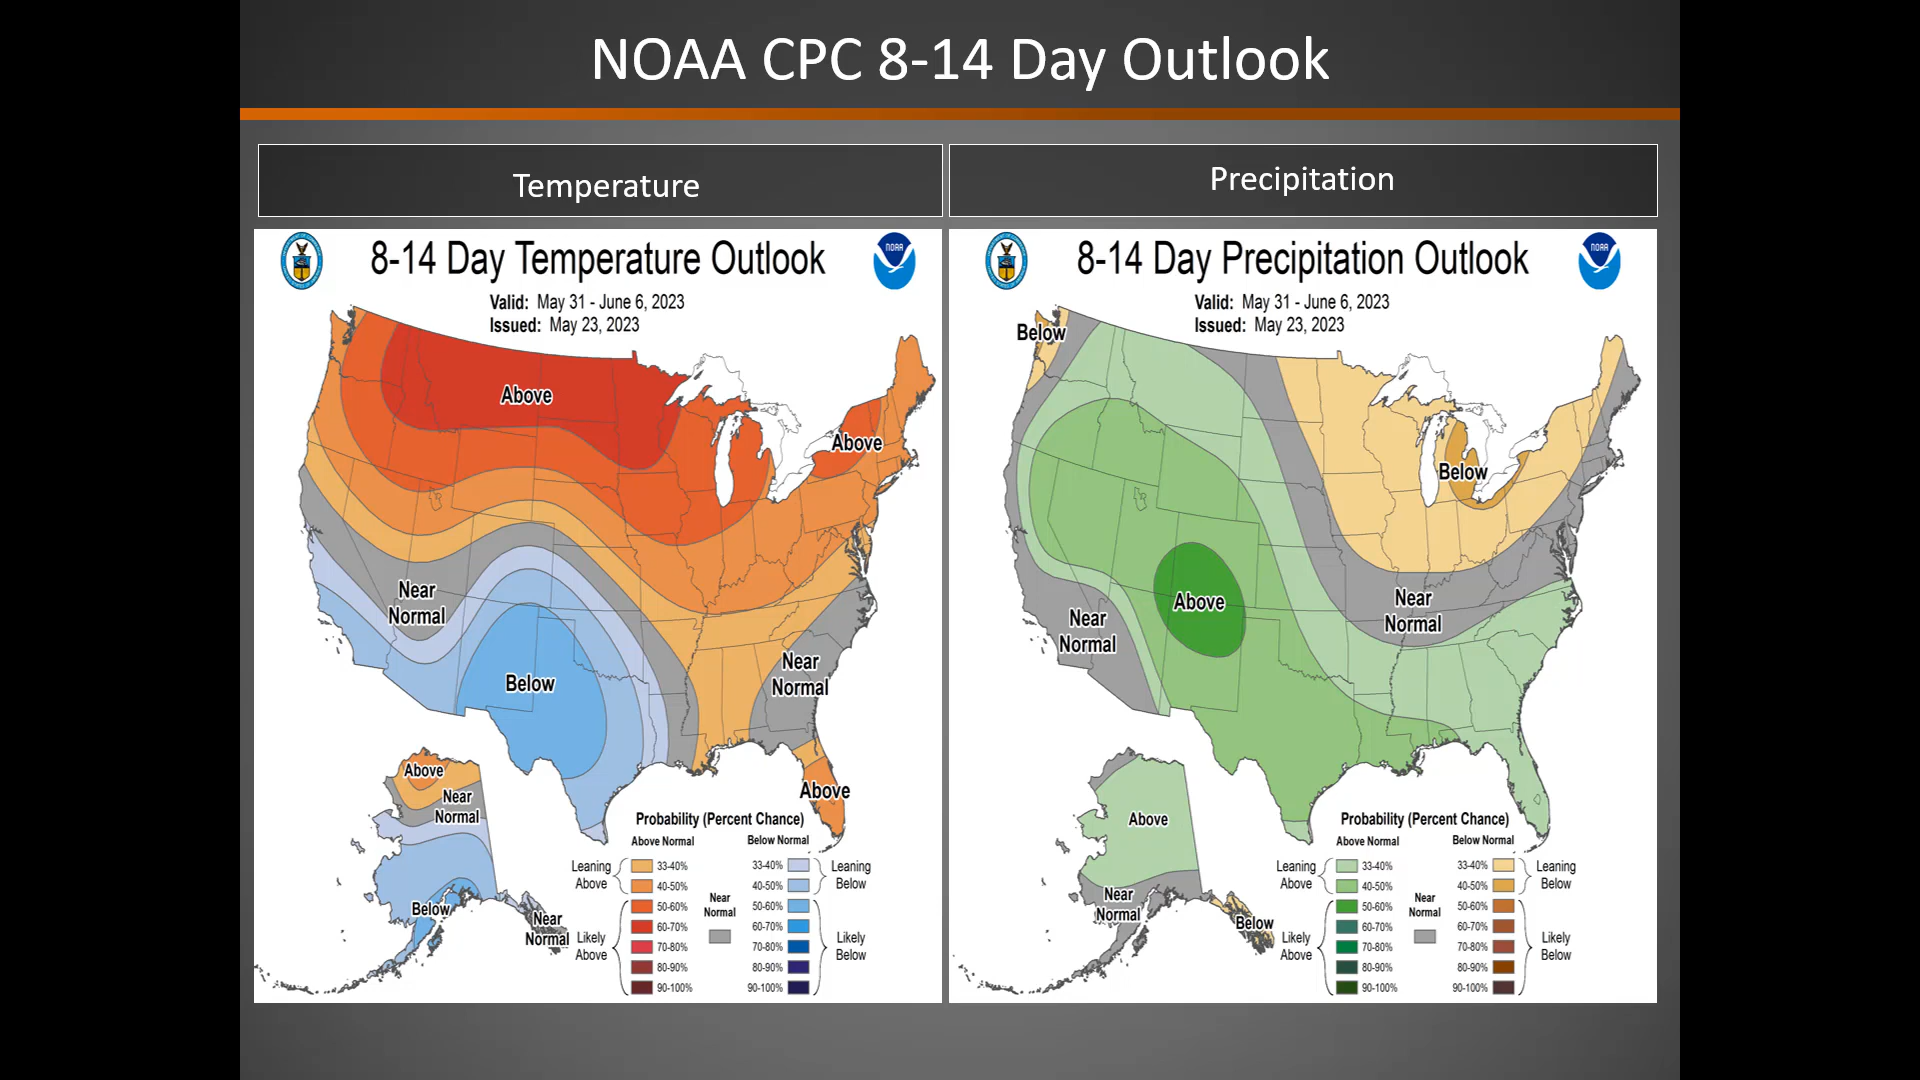 NOAA CPC 8-14 Day Outlook
Temperature
8-14 Day Temperature Outlook
NOAA
Valid: May 31 - June 6, 2023
Issued: May 23, 2023
Above
Above
Near
Normal
Below
Near
Normal
Above
Above
Near
Normal
Below
Near
Normal
Probability (Percent Chance)
Above Normal
Below Normal
Leaning
Above
33-40%
40-50%
Likely
Above
50-60%
60-70%
70-80%
80-90%
90-100%
Near
Normal
33-40%
40-50%
Leaning
Below
50-60%
60-70%
70-80%
80-90%
90-100%
Likely
Below
Precipitation
8-14 Day Precipitation Outlook
NOAA
Valid: May 31 - June 6, 2023
Issued: May 23, 2023
Below
Below
Above
Near
Normal
Near
Normal
Above
Near
Normal
Below
Probability (Percent Chance)
Above Normal
Below Normal
Leaning
Above
33-40%
40-50%
Likely
Above
50-60%
60-70%
70-80%
80-90%
90-100%
Near
Normal
33-40%
40-50%
Leaning
Below
50-60%
60-70%
70-80%
80-90%
90-100%
Likely
Below